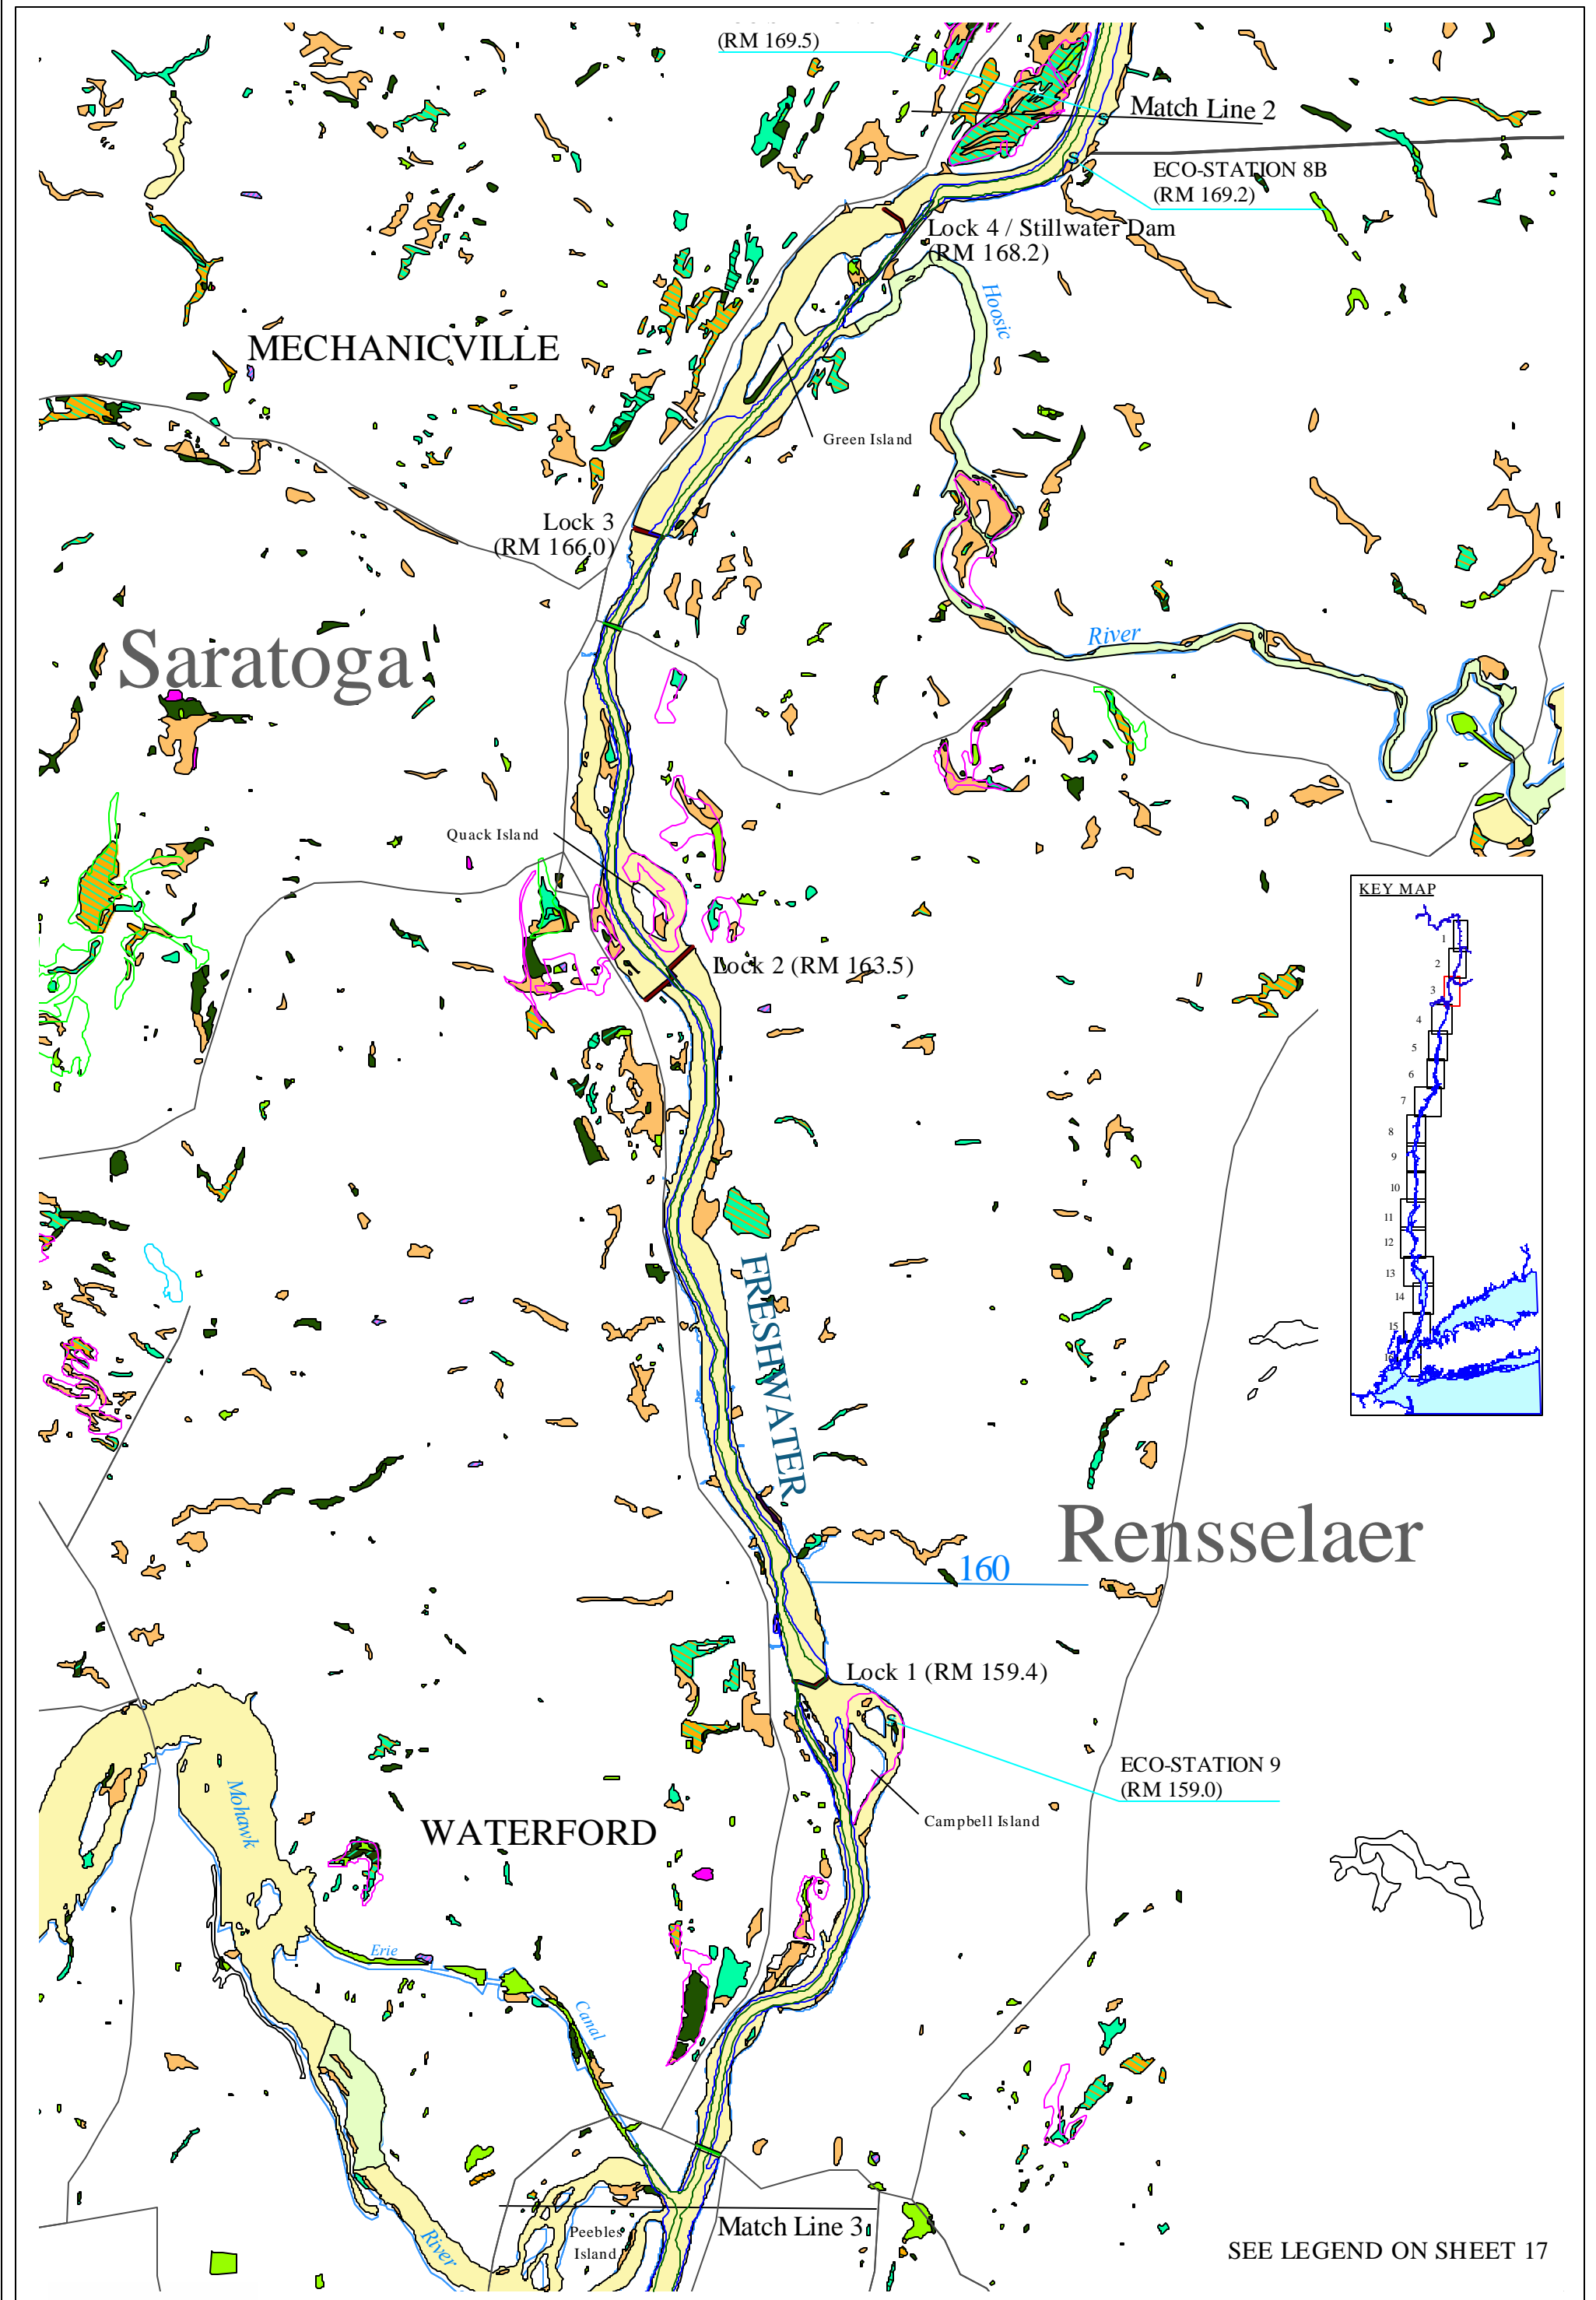 (RM 169.5)
Match Line 2
ECO-STATION 8B
(RM 169.2)
Lock 4 / Stillwater Dam
(RM 168.2)
Hoosic
MECHANICVILLE
Green Island
Lock 3
(RM 166.0)
River
Saratoga
Quack Island
KEY MAP
1
2
3
4
5
6
7
8
9
10
11
12
13
14
15
Lock 2 (RM 163.5)
FRESHWATER
Rensselaer
160
Lock 1 (RM 159.4)
ECO-STATION 9
(RM 159.0)
Campbell Island
Mohawk
WATERFORD
Erie
Canal
Match Line 3
Peebles
Island
River
SEE LEGEND ON SHEET 17